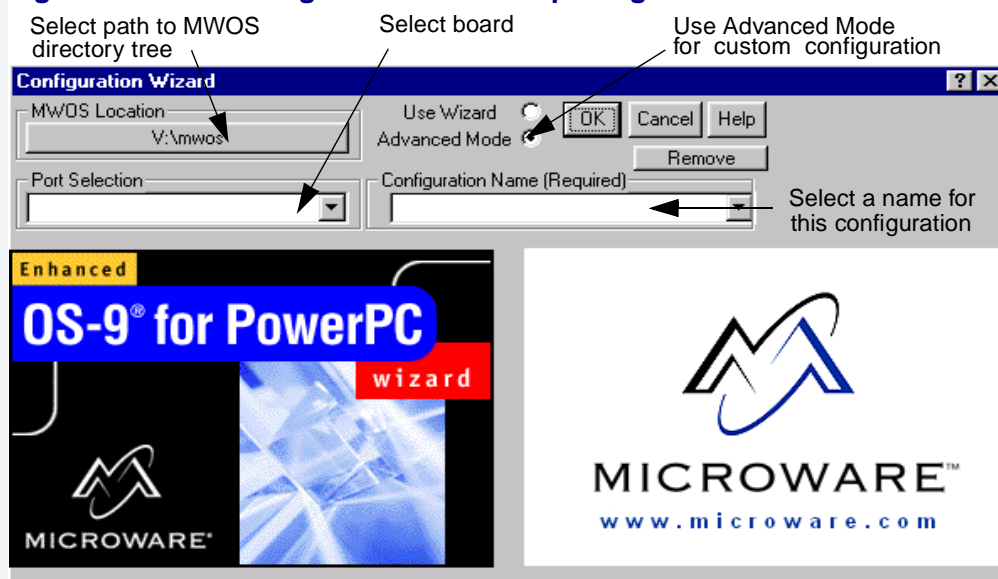 Select path to MWOS
directory tree
Select board
Use Advanced Mode
for custom configuration
Configuration Wizard
MWOS Location
V:\mwos
Use Wizard
Advanced Mode
OK
Cancel
Help
Remove
Port Selection
Configuration Name (Required)
Select a name for
this configuration
Enhanced
OS-9® for PowerPC
wizard
MICROWARE
MICROWARE™
www.microware.com